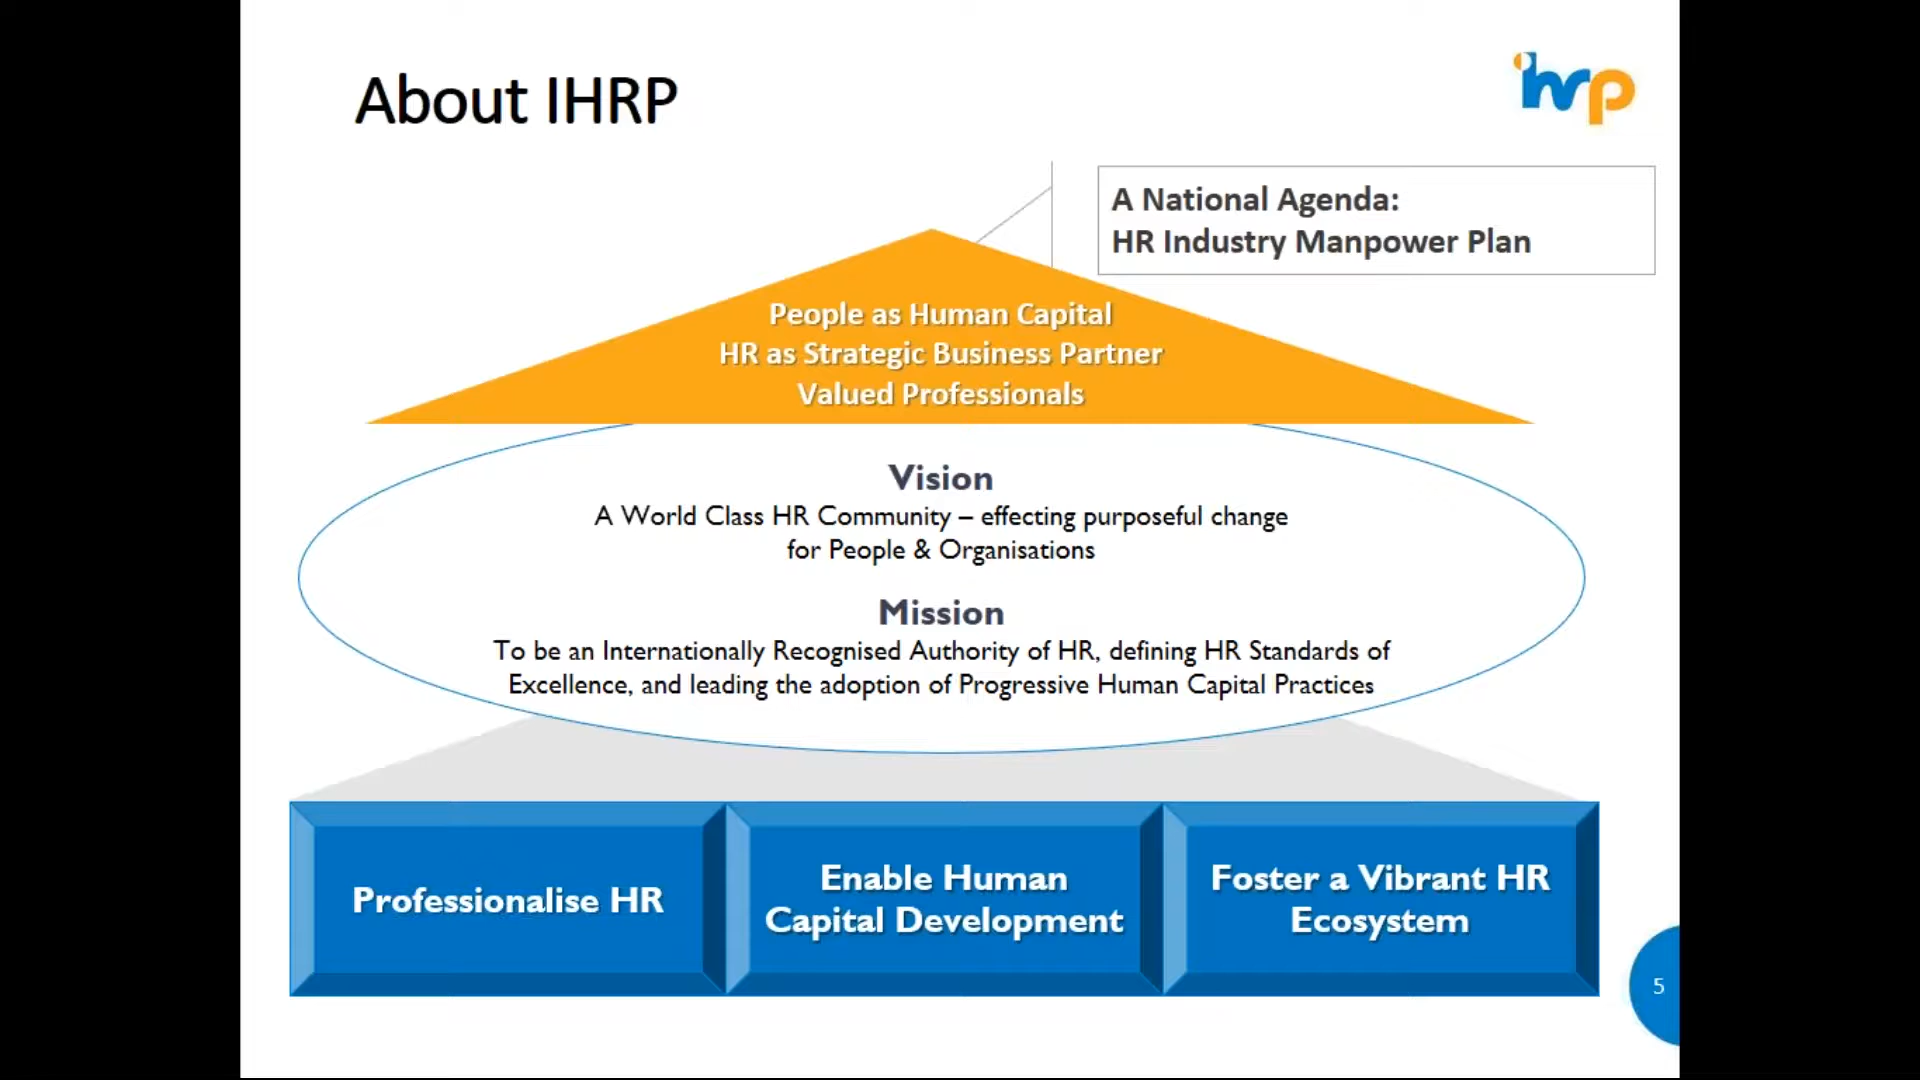 About IHRP
ihrp
A National Agenda:
HR Industry Manpower Plan
People as Human Capital
HR as Strategic Business Partner
Valued Professionals
Vision
A World Class HR Community – effecting purposeful change
for People & Organisations
Mission
To be an Internationally Recognised Authority of HR, defining HR Standards of
Excellence, and leading the adoption of Progressive Human Capital Practices
Professionalise HR
Enable Human
Capital Development
Foster a Vibrant HR
Ecosystem
5